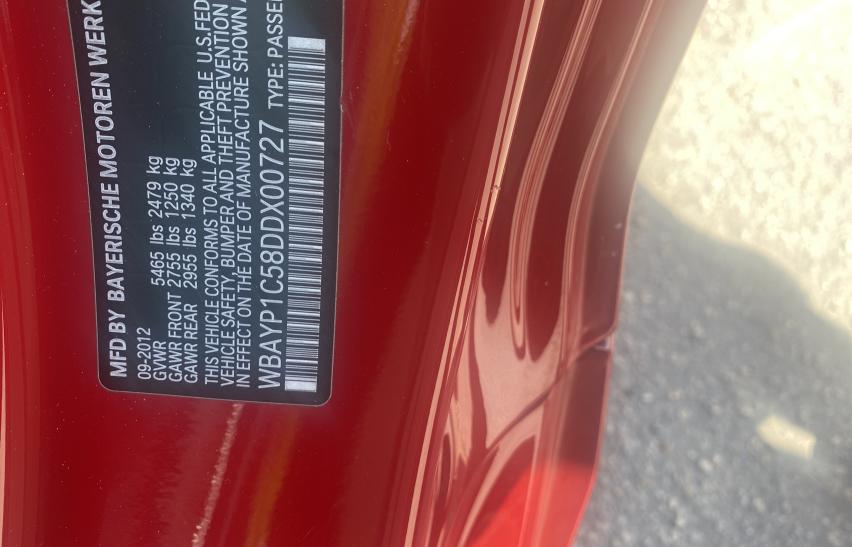 MFD BY BAYERISCHE MOTOREN WERK
09-2012
GVWR 5465 lbs 2479 kg
GAWR FRONT 2755 lbs 1250 kg
GAWR REAR 2955 lbs 1340 kg
THIS VEHICLE CONFORMS TO ALL APPLICABLE U.S.FED
VEHICLE SAFETY, BUMPER AND THEFT PREVENTION
IN EFFECT ON THE DATE OF MANUFACTURE SHOWN
WBAYP1C58DDX00727 TYPE: PASSE